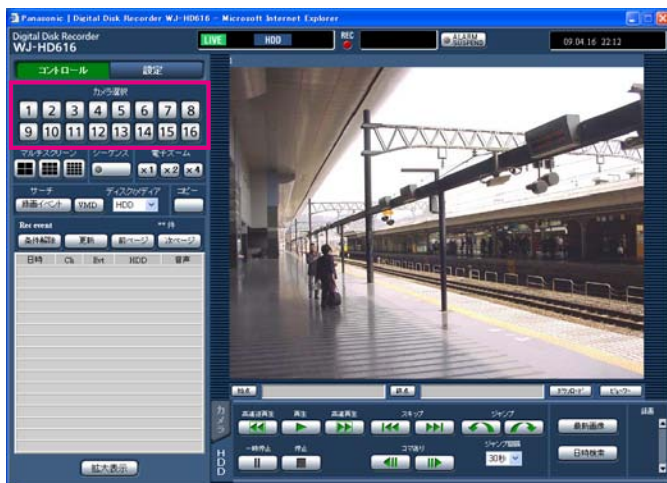 Panasonic | Digital Disk Recorder WJ-HD616 - Microsoft Internet Explorer
Digital Disk Recorder
WJ-HD616
LIVE HDD REC ALARM SUSPEND 09.04.16 22:12
コントロール 設定
カメラ選択
1 2 3 4 5 6 7 8
9 10 11 12 13 14 15 16
マルチスクリーン シーケンス 電子ズーム
x1 x2 x4
サーチ ディスク/メディア コピー
録画イベント VMD HDD
Rec event ** 件
条件解除 更新 前ページ 次ページ
日時 Ch Evt HDD 音声
始点 終点 ダウンロード ビューワー
カメラ
HDD
高速逆再生 再生 高速再生 スキップ ジャンプ 録画
最新画像
一時停止 停止 コマ送り ジャンプ間隔
30秒 日時検索
拡大表示